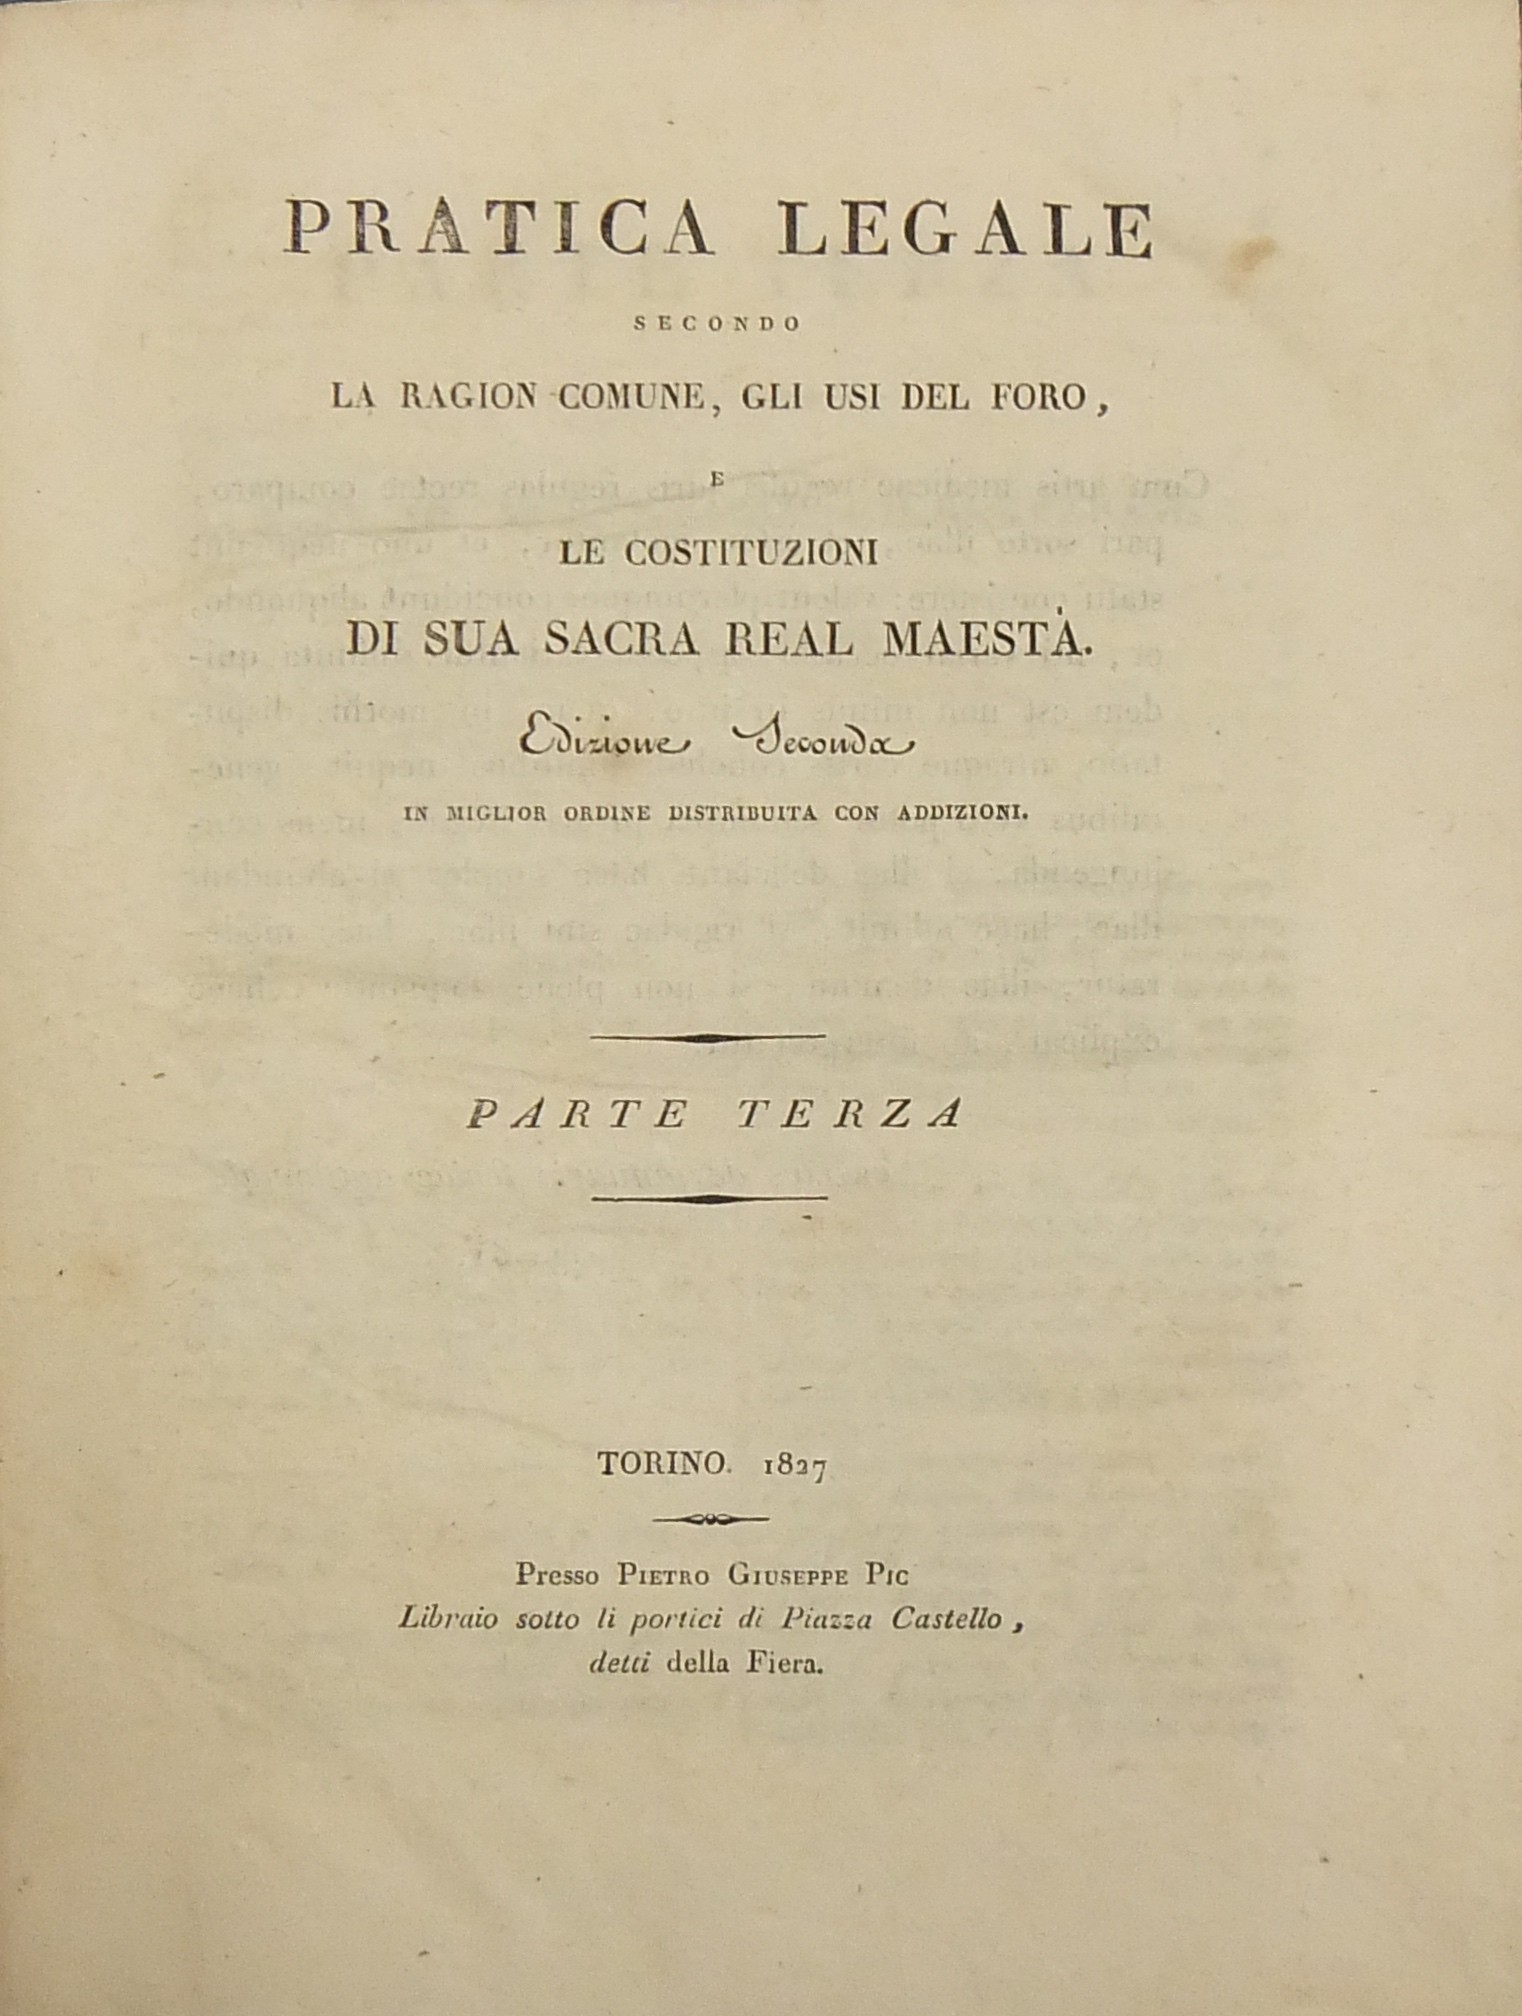 PRATICA LEGALE
SECONDO
LA RAGION COMUNE, GLI USI DEL FORO,
E
LE COSTITUZIONI
DI SUA SACRA REAL MAESTÀ.
Edizione Seconda
IN MIGLIOR ORDINE DISTRIBUITA CON ADDIZIONI.
PARTE TERZA
TORINO. 1827
Presso PIETRO GIUSEPPE PIC
Libraio sotto li portici di Piazza Castello,
detti della Fiera.